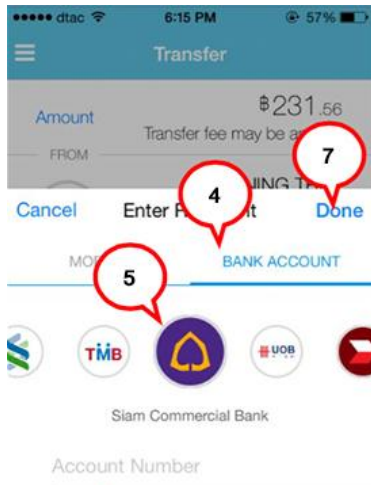 dtac 6:15 PM 57%
Transfer
Amount ฿231.56
Transfer fee may be
FROM
7
4
Cancel Enter Done
BANK ACCOUNT
5
TMB UOB
Siam Commercial Bank
Account Number